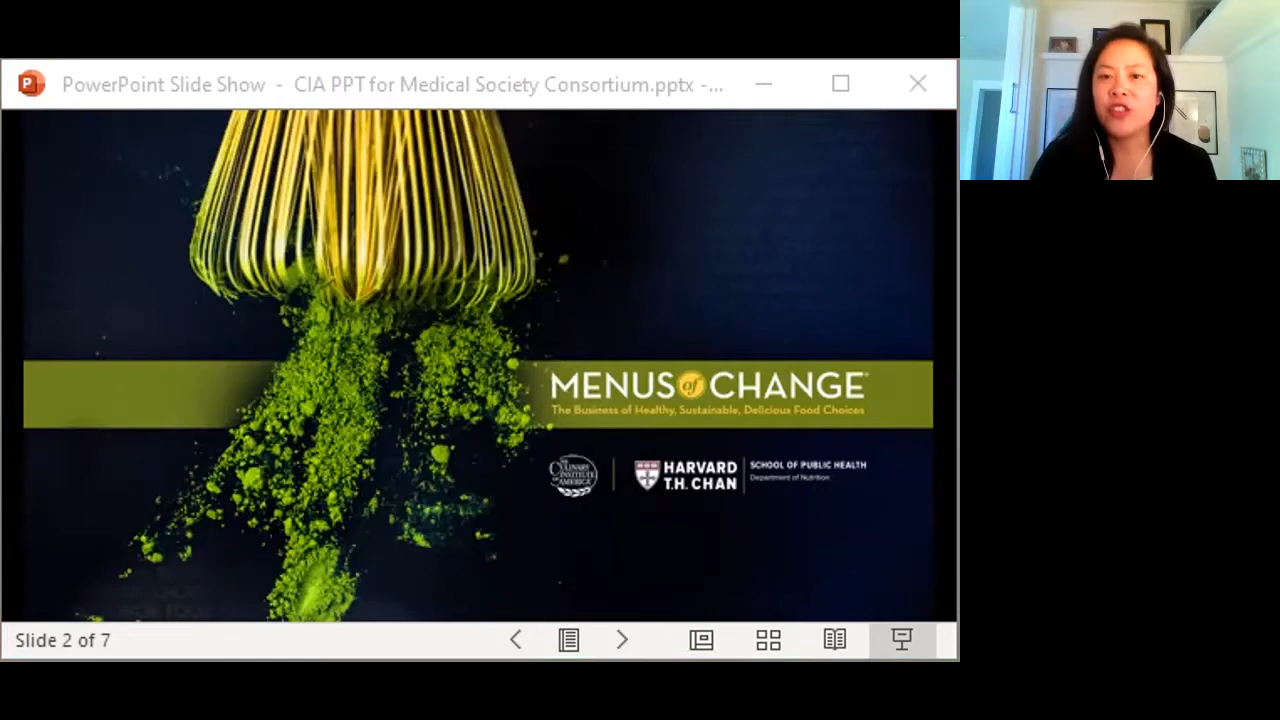 PowerPoint Slide Show - CIA PPT for Medical Society Consortium.pptx -...
MENUS of CHANGE®
The Business of Healthy, Sustainable, Delicious Food Choices
THE
CULINARY
INSTITUTE
OF AMERICA
HARVARD
T.H. CHAN
SCHOOL OF PUBLIC HEALTH
Department of Nutrition
Slide 2 of 7